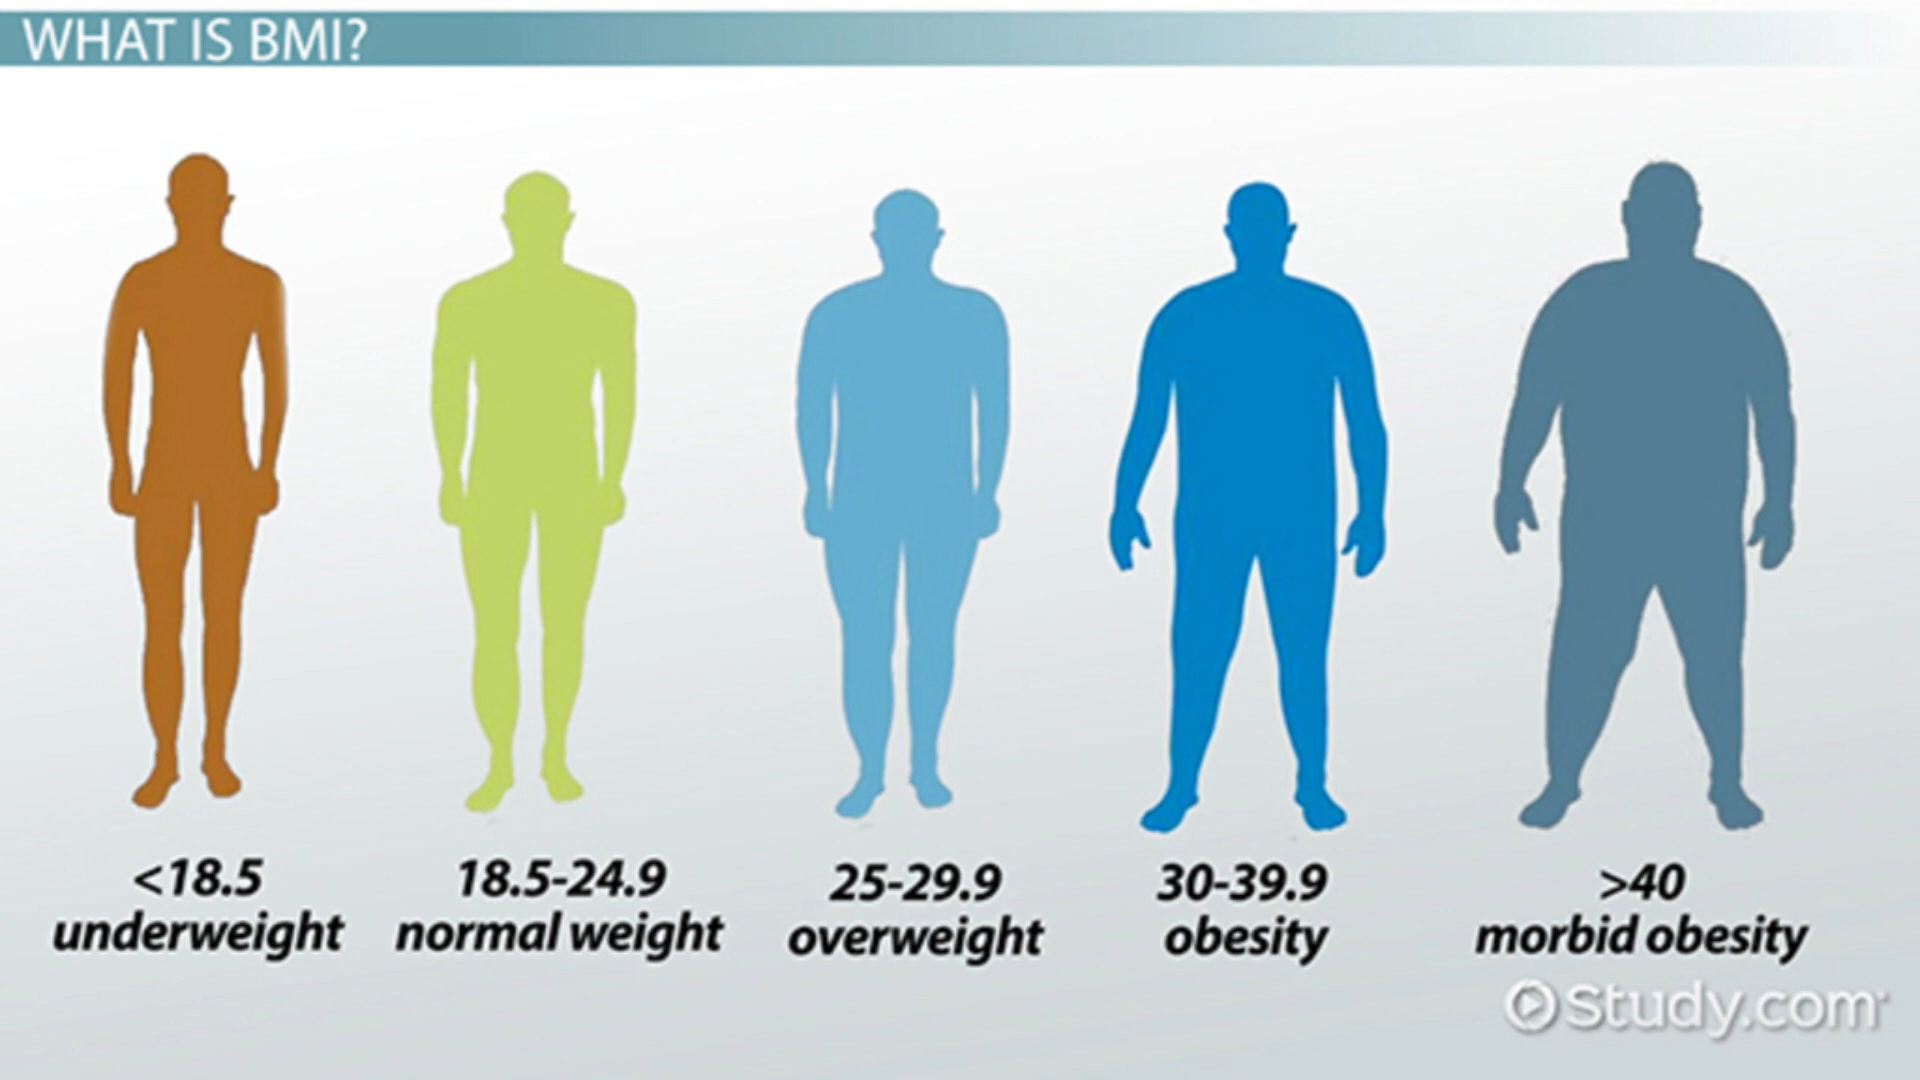 WHAT IS BMI?
<18.5
underweight
18.5-24.9
normal weight
25-29.9
overweight
30-39.9
obesity
>40
morbid obesity
Study.com